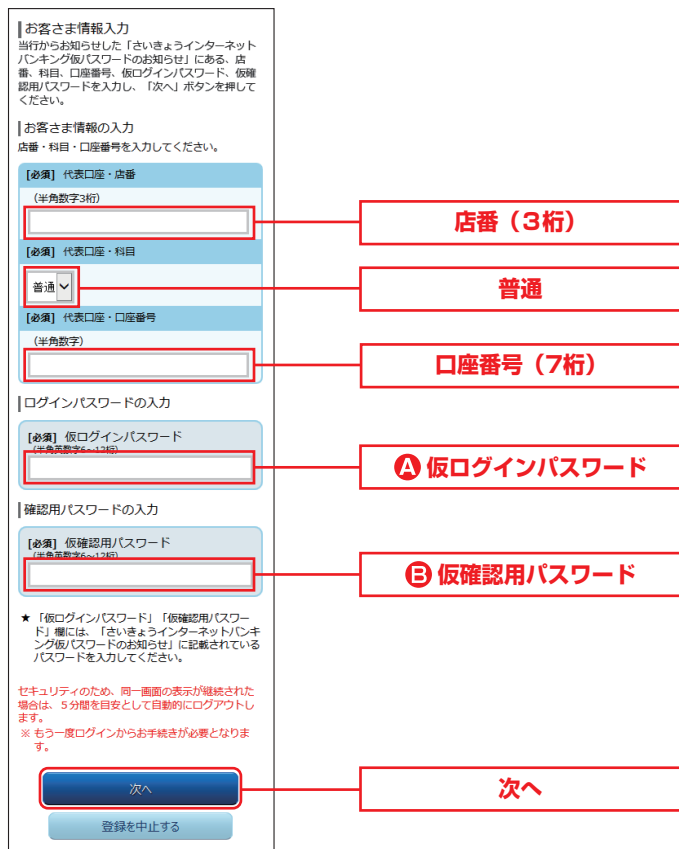 お客さま情報入力
当行からお知らせした「さいきょうインターネット
バンキング仮パスワードのお知らせ」にある、店
番、科目、口座番号、仮ログインパスワード、仮確
認用パスワードを入力し、「次へ」ボタンを押して
ください。
お客さま情報の入力
店番・科目・口座番号を入力してください。
[必須] 代表口座・店番
（半角数字3桁）
店番（3桁）
[必須] 代表口座・科目
普通
普通
[必須] 代表口座・口座番号
（半角数字）
口座番号（7桁）
ログインパスワードの入力
[必須] 仮ログインパスワード
（半角英数字6～12桁）
A 仮ログインパスワード
確認用パスワードの入力
[必須] 仮確認用パスワード
（半角英数字6～12桁）
B 仮確認用パスワード
★ 「仮ログインパスワード」「仮確認用パスワー
ド」欄には、「さいきょうインターネットバンキ
ング仮パスワードのお知らせ」に記載されている
パスワードを入力してください。
セキュリティのため、同一画面の表示が継続された
場合は、５分間を目安として自動的にログアウトし
ます。
※ もう一度ログインからお手続きが必要となりま
す。
次へ
次へ
登録を中止する